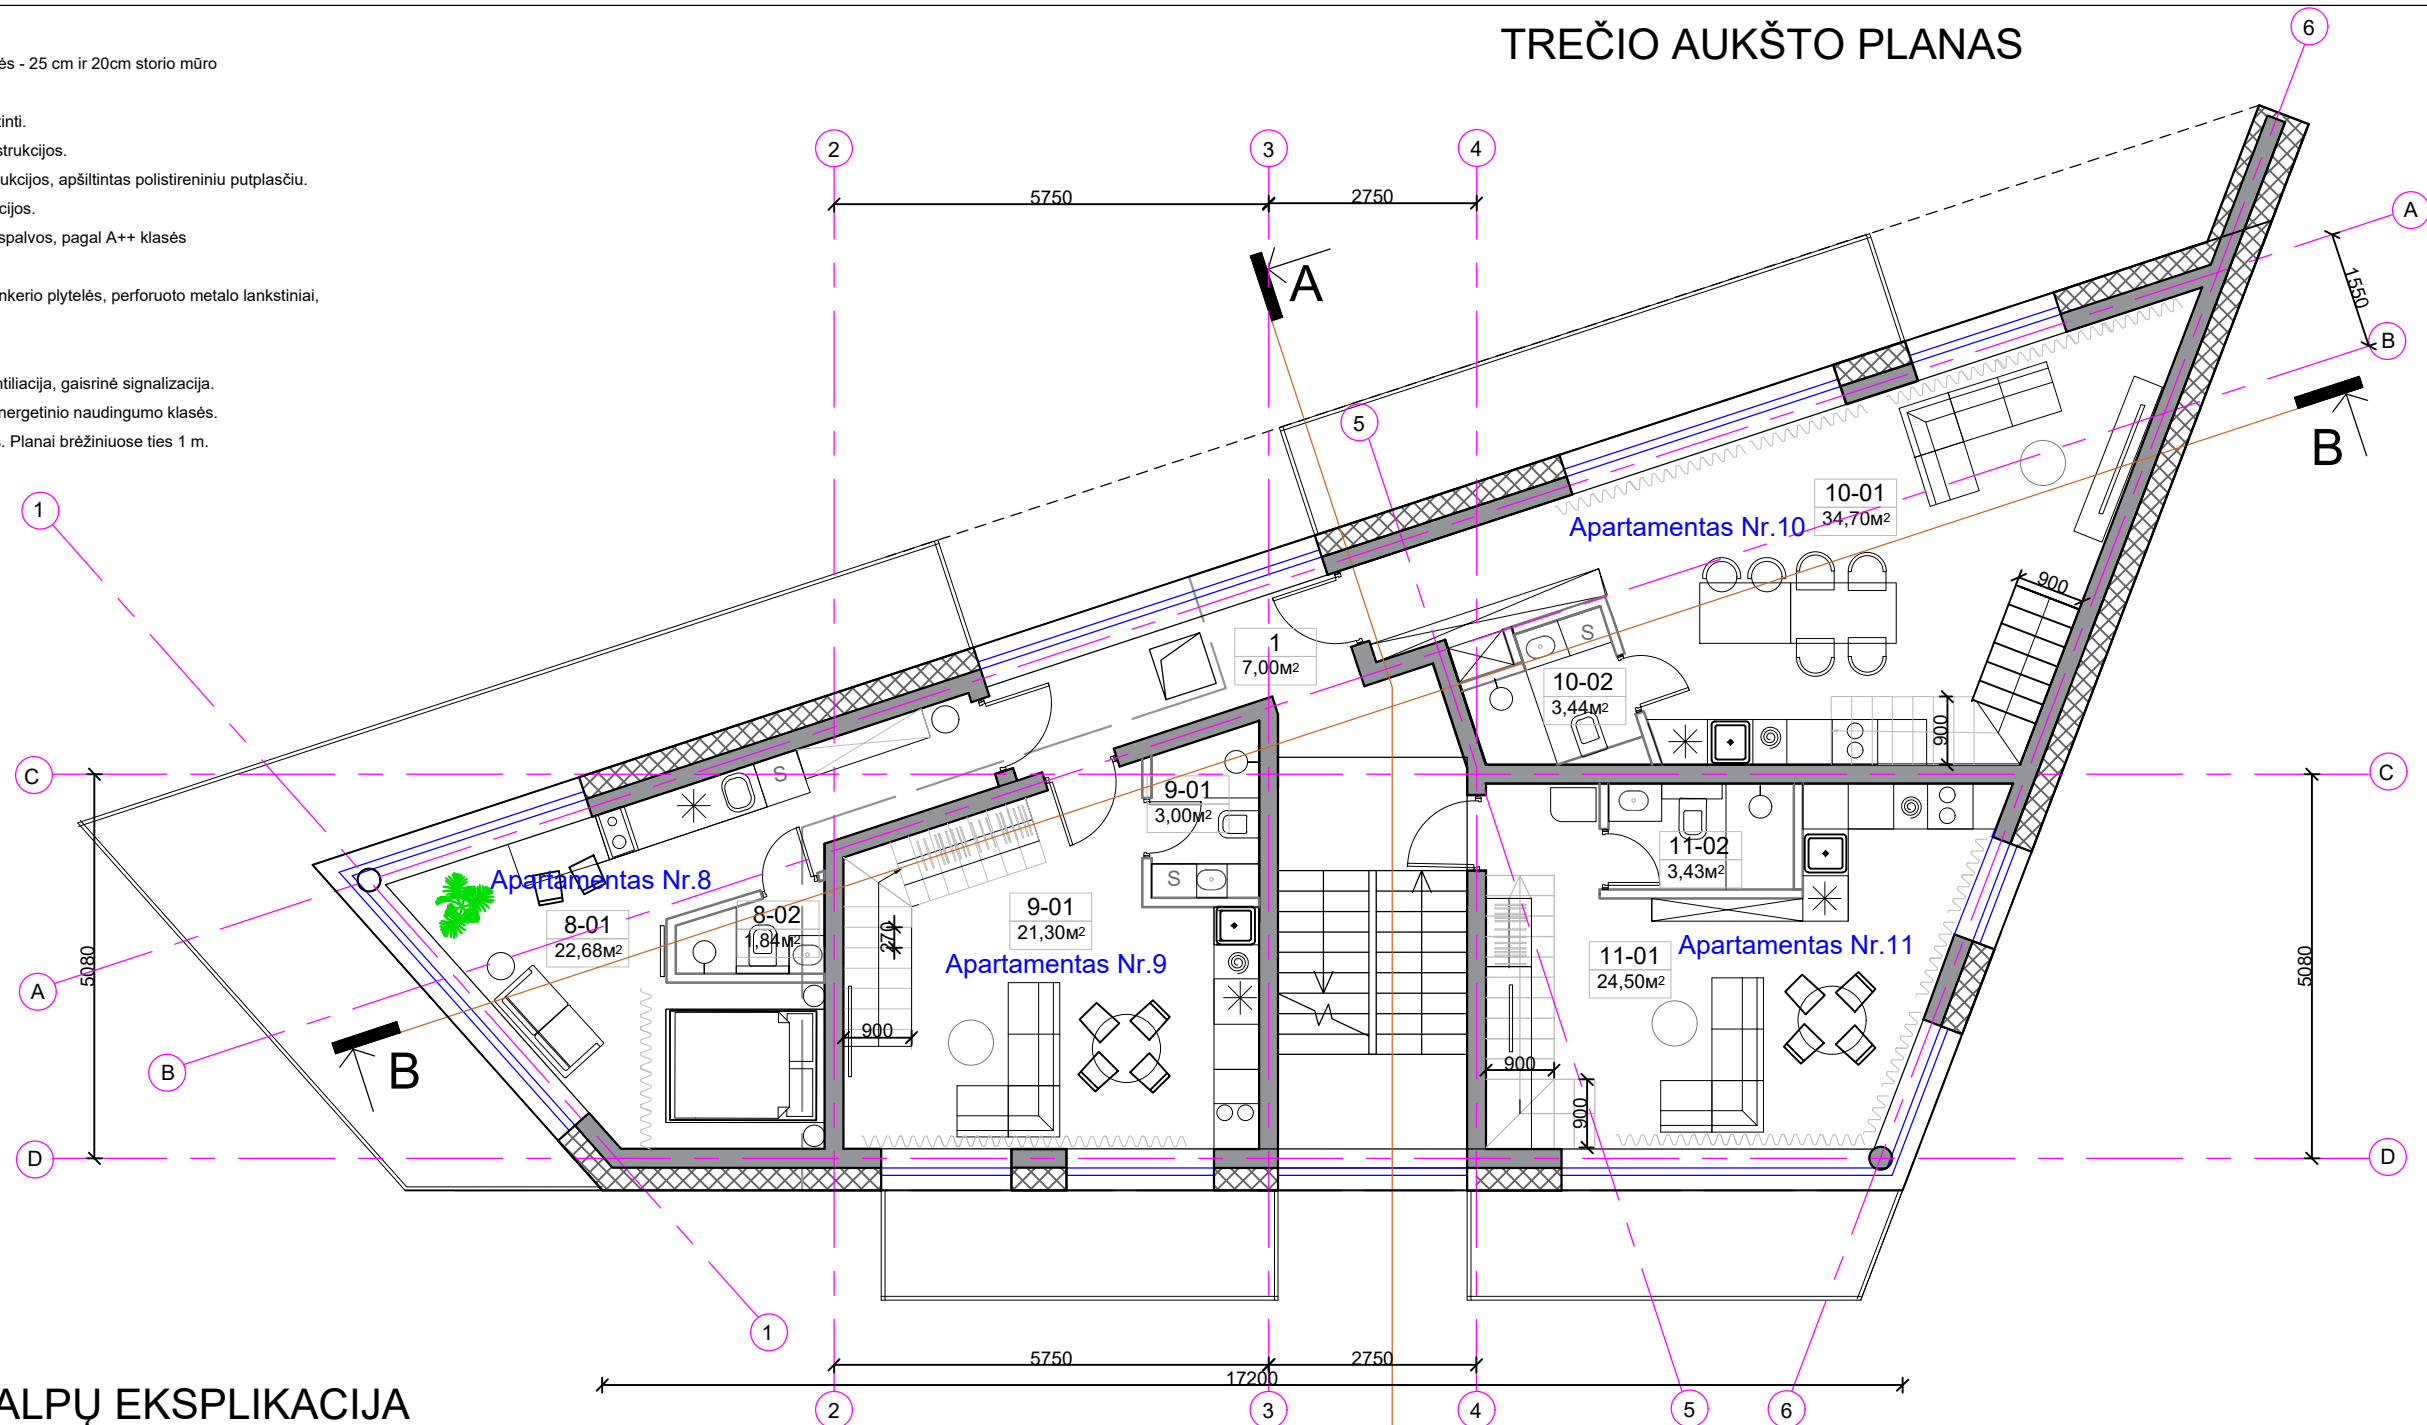 TREČIO AUKŠTO PLANAS
ės - 25 cm ir 20cm storio mūro
tinti.
strukcijos.
ukcijos, apšiltintas polistireniniu putplasčiu.
cijos.
spalvos, pagal A++ klasės
nkerio plytelės, perforuoto metalo lankstiniai,
ntiliacija, gaisrinė signalizacija.
nergetinio naudingumo klasės.
s. Planai brėžiniuose ties 1 m.
6
2
3
4
5750
2750
A
A
1550
B
B
5
1
10-01
34,70м²
Apartamentas Nr.10
900
1
7,00м²
S
10-02
3,44м²
900
C
C
S
9-01
3,00м²
11-02
3,43м²
Apartamentas Nr.8
S
8-01
22,68м²
8-02
1,84м²
9-01
21,30м²
270
Apartamentas Nr.9
11-01
24,50м²
Apartamentas Nr.11
5080
5080
A
900
B
B
900
900
D
D
1
5750
2750
17200
2
3
4
5
6
ALPŲ EKSPLIKACIJA